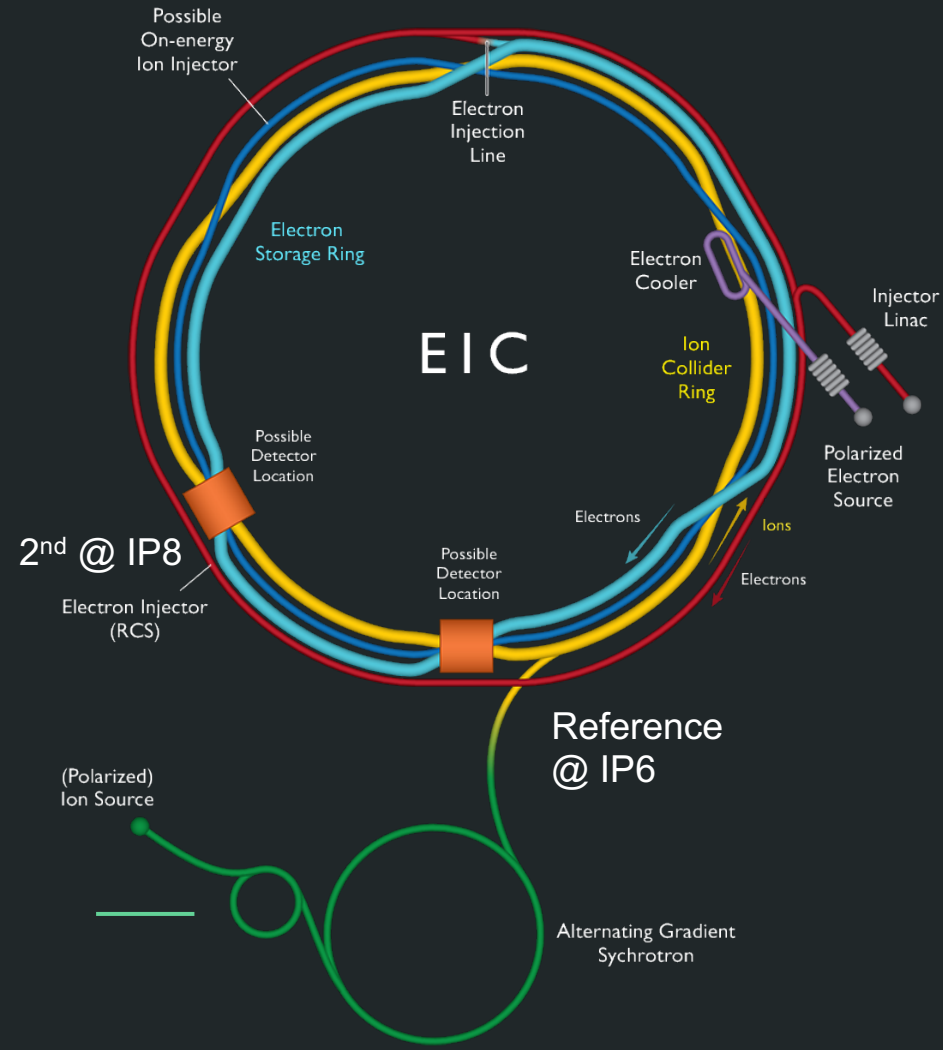 Possible
On-energy
Ion Injector
Electron
Injection
Line
Electron
Storage Ring
Electron
Cooler
Injector
Linac
EIC
Ion
Collider
Ring
Possible
Detector
Location
Polarized
Electron
Source
Electrons
Ions
2nd @ IP8
Possible
Detector
Location
Electrons
Electron Injector
(RCS)
Reference
@ IP6
(Polarized)
Ion Source
Alternating Gradient
Sychrotron